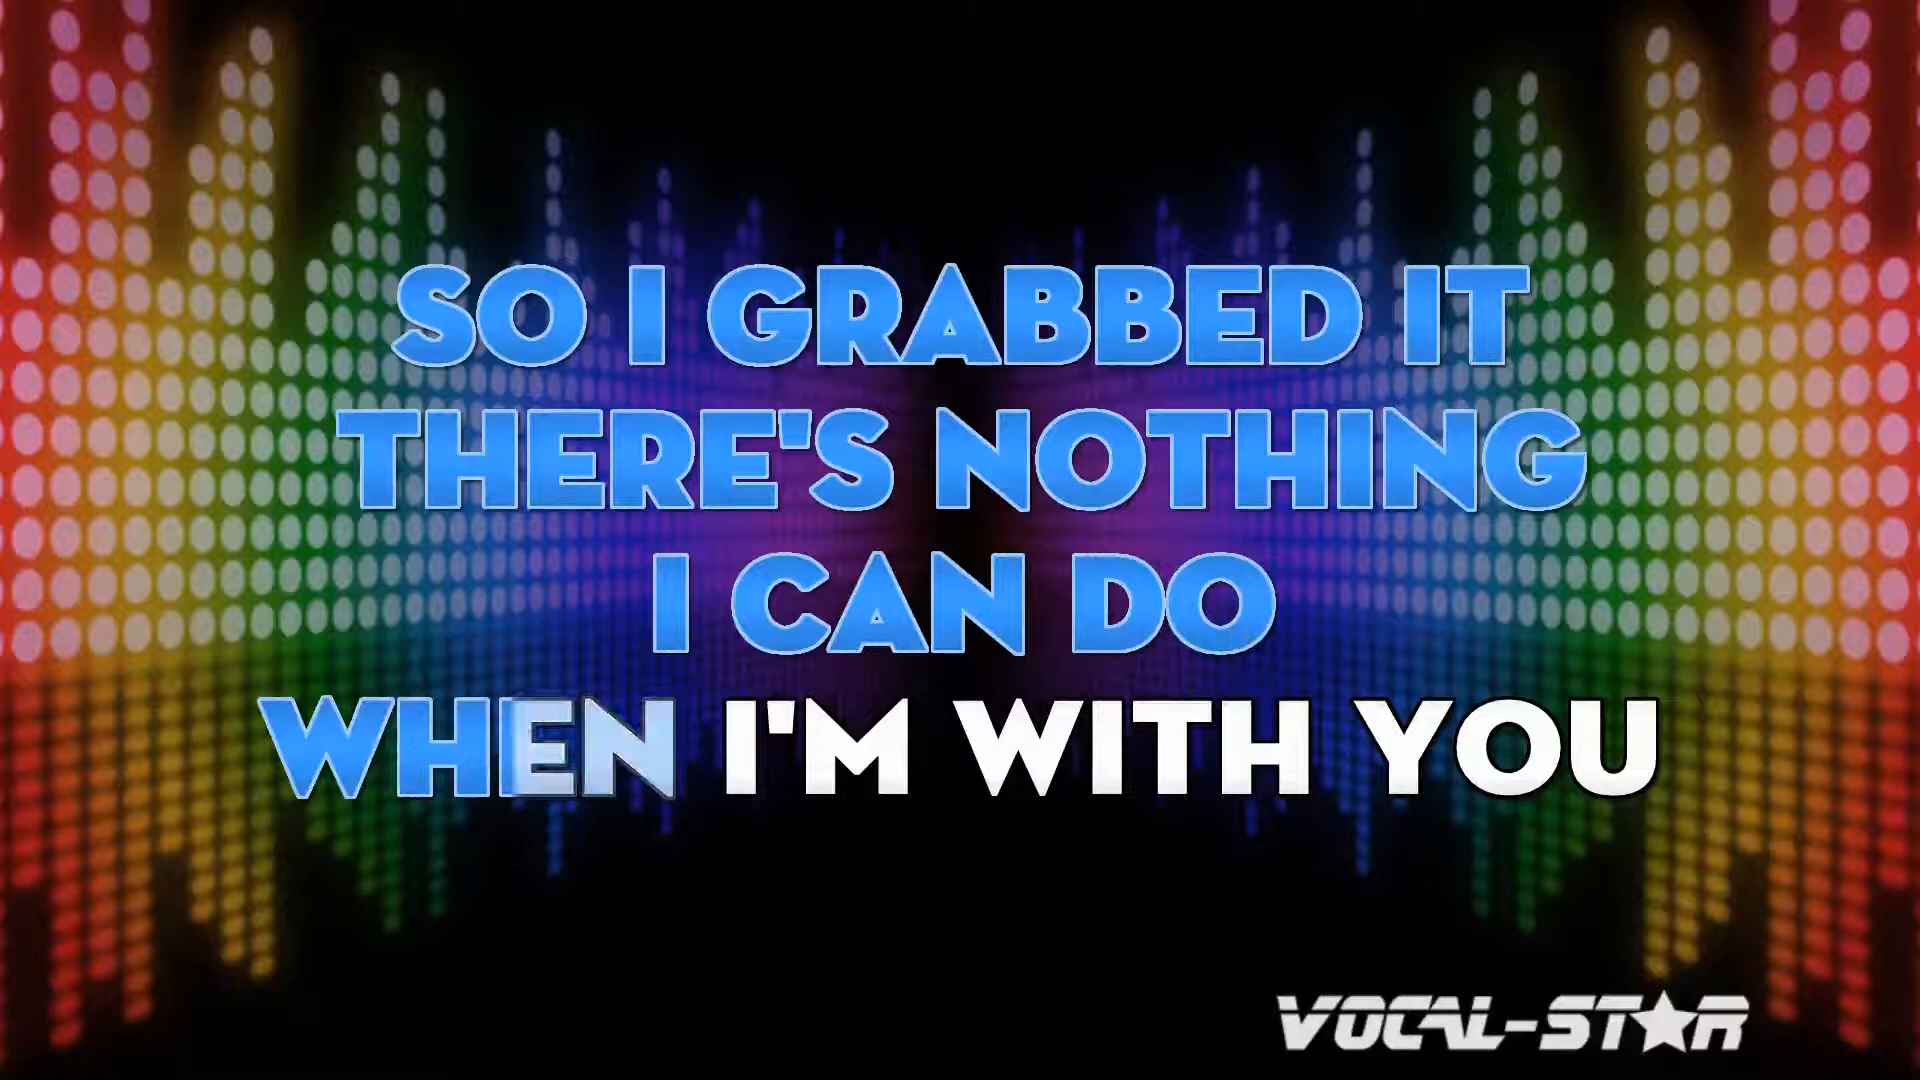 SO I GRABBED IT
THERE'S NOTHING
I CAN DO
WHEN I'M WITH YOU
VOCAL-STAR